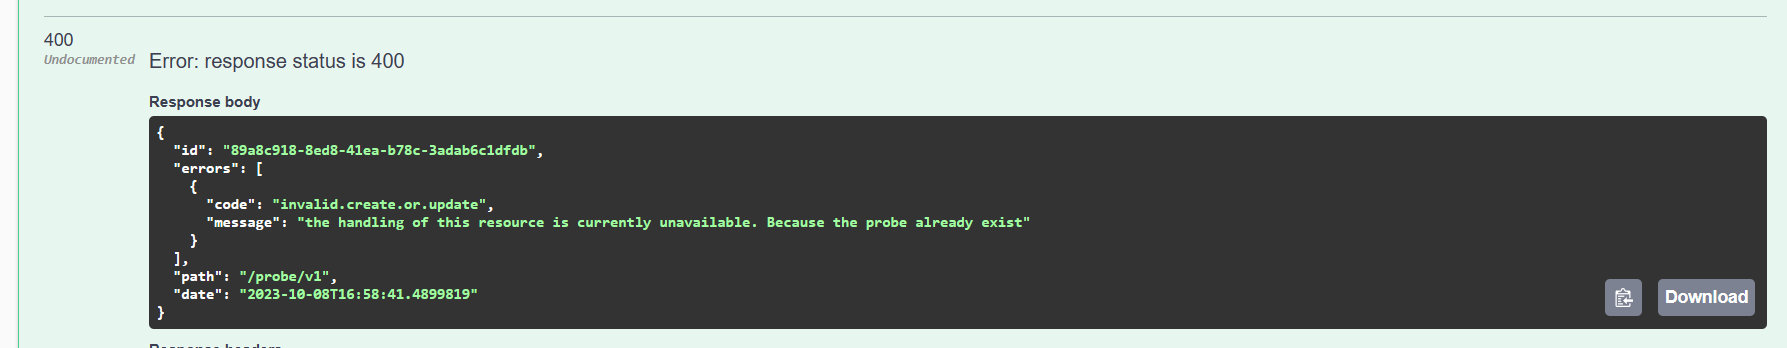 400
Undocumented
Error: response status is 400
Response body
{
"id": "89a8c918-8ed8-41ea-b78c-3adab6c1dfdb",
"errors": [
{
"code": "invalid.create.or.update",
"message": "the handling of this resource is currently unavailable. Because the probe already exist"
}
],
"path": "/probe/v1",
"date": "2023-10-08T16:58:41.4899819"
}
Download
Response headers